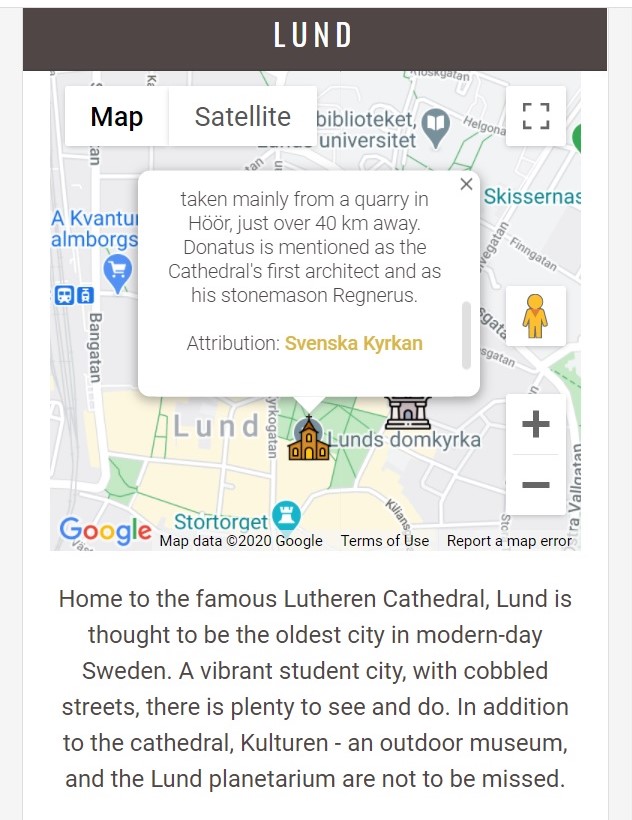 LUND
Kloskgatan
Map
Satellite
biblioteket,
universitet
Helgona
Skissernas
A Kvantum
almborgs
taken mainly from a quarry in
Höör, just over 40 km away.
Donatus is mentioned as the
Cathedral's first architect and as
his stonemason Regnerus.
Attribution: Svenska Kyrkan
Finngatan
Bangatan
Lund
Lunds domkyrka
Stortorget
Kilians
Google
Map data ©2020 Google
Terms of Use
Report a map error
Home to the famous Lutheren Cathedral, Lund is
thought to be the oldest city in modern-day
Sweden. A vibrant student city, with cobbled
streets, there is plenty to see and do. In addition
to the cathedral, Kulturen - an outdoor museum,
and the Lund planetarium are not to be missed.